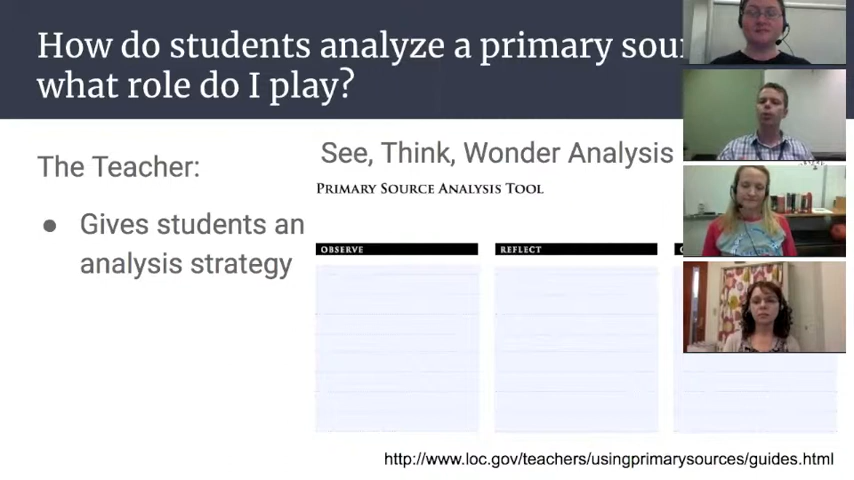 How do students analyze a primary
what role do I play?
The Teacher:
See, Think, Wonder Analysis
PRIMARY SOURCE ANALYSIS TOOL
● Gives students an
analysis strategy
OBSERVE
REFLECT
http://www.loc.gov/teachers/usingprimarysources/guides.html